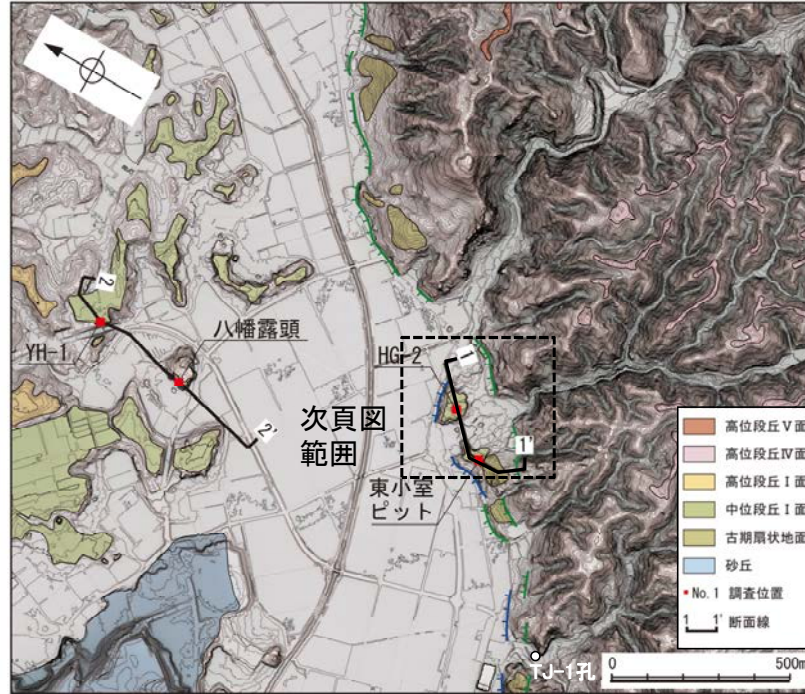 2
八幡露頭
YH-1
HG-2
1
次頁図
範囲
2'
1'
東小室
ピット
高位段丘Ⅴ面
高位段丘Ⅳ面
高位段丘Ⅰ面
中位段丘Ⅰ面
古期扇状地面
砂丘
No.1 調査位置
1 1' 断面線
TJ-1孔
0 500m